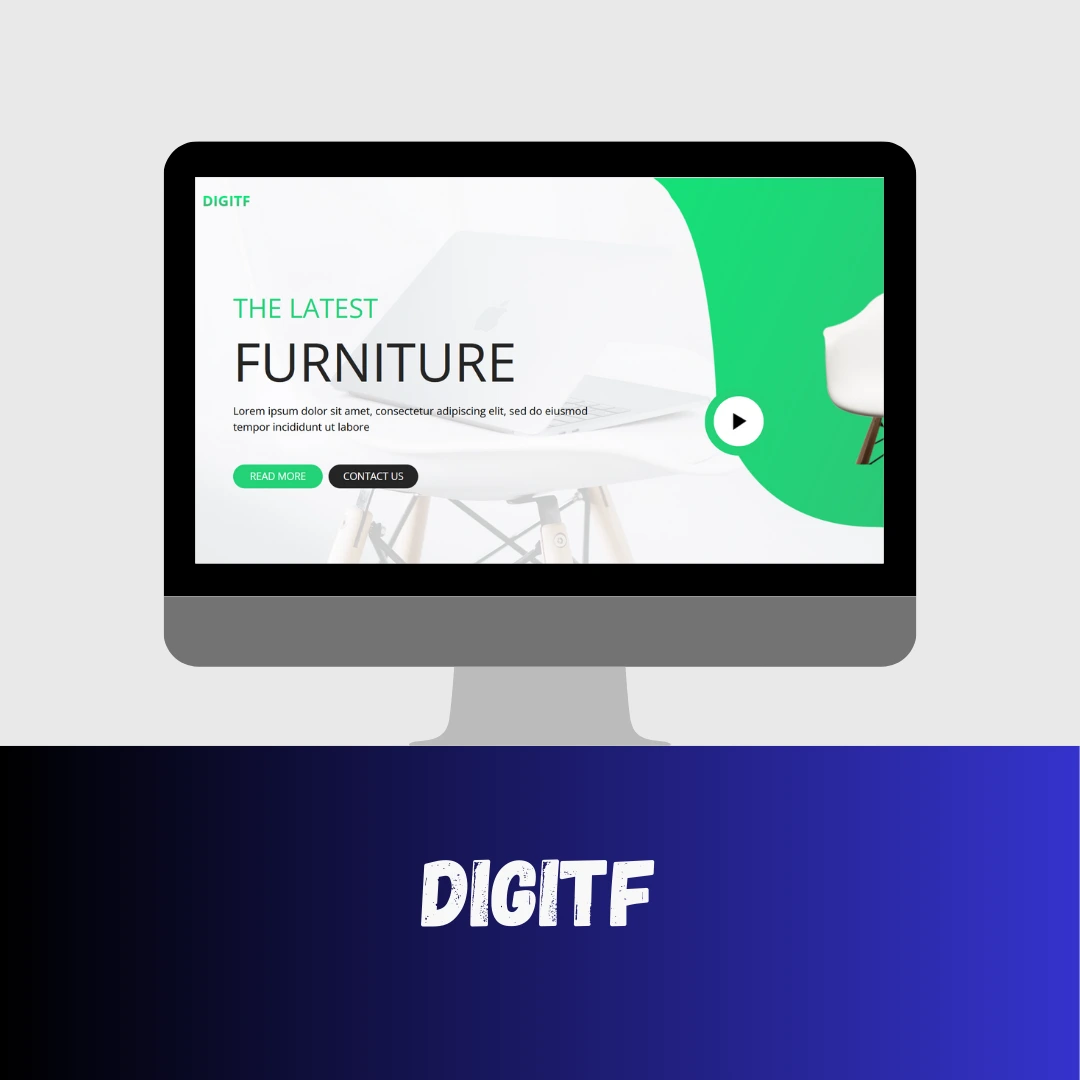 DIGITF
THE LATEST
FURNITURE
Lorem ipsum dolor sit amet, consectetur adipiscing elit, sed do eiusmod
tempor incididunt ut labore
READ MORE CONTACT US
DIGITF